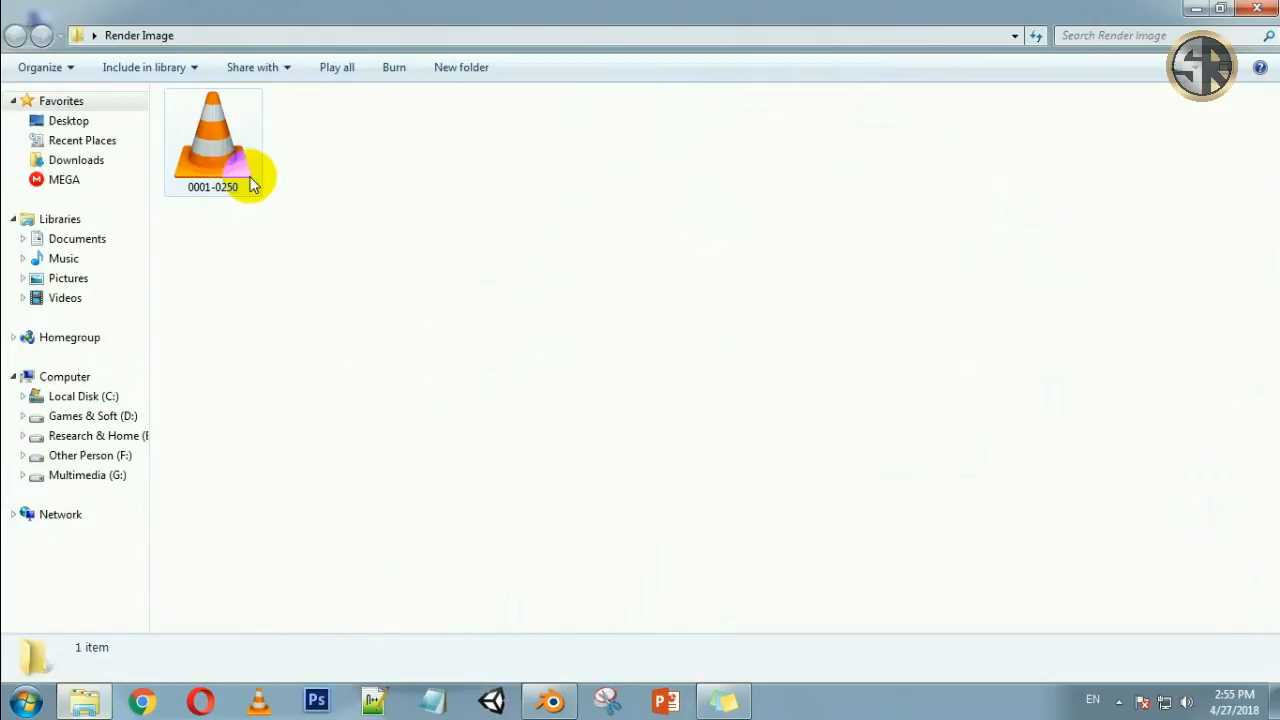 Render Image
Search Render Image
Organize
Include in library
Share with
Play all
Burn
New folder
Favorites
Desktop
Recent Places
Downloads
MEGA
Libraries
Documents
Music
Pictures
Videos
Homegroup
Computer
Local Disk (C:)
Games & Soft (D:)
Research & Home (E
Other Person (F:)
Multimedia (G:)
Network
0001-0250
1 item
Ps
EN
2:55 PM
4/27/2018